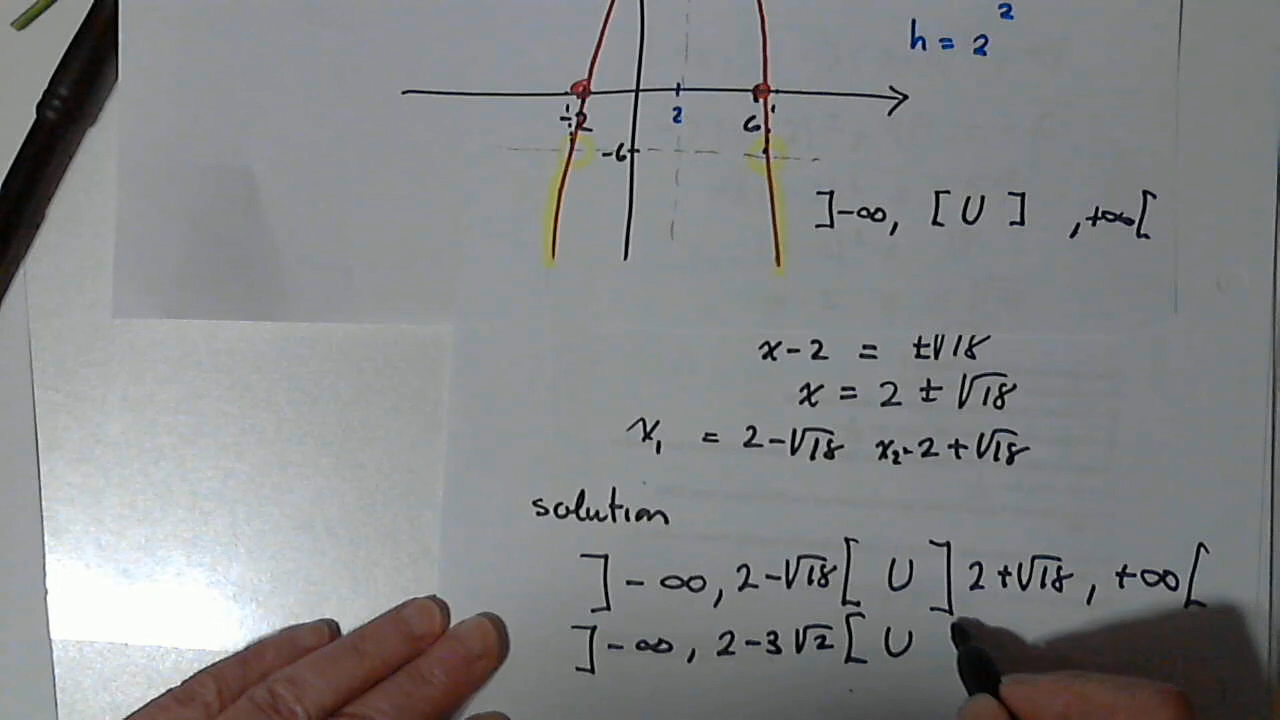 h = 2²
-2 2 6
-6
]-∞, [ U ] , +∞[
x - 2 = ±√18
x = 2 ± √18
x₁ = 2-√18 x₂ = 2+√18
solution
]-∞, 2-√18[ U ]2+√18, +∞[
]-∞, 2-3√2[ U